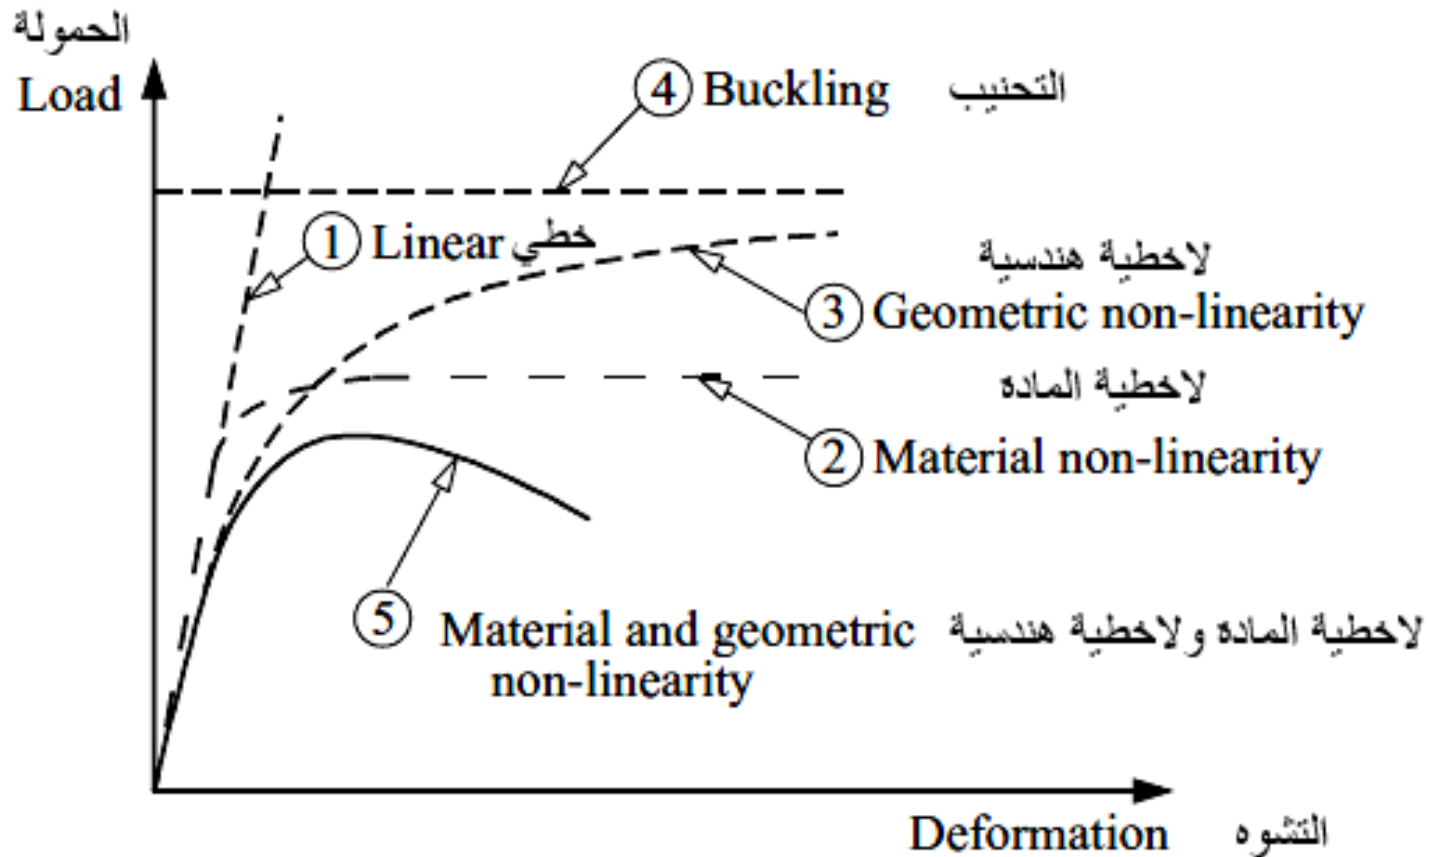 الحمولة
Load
④ Buckling التحنيب
① Linear خطي
لاخطية هندسية
③ Geometric non-linearity
لاخطية المادة
② Material non-linearity
⑤ Material and geometric لاخطية المادة ولاخطية هندسية
non-linearity
Deformation التشوه